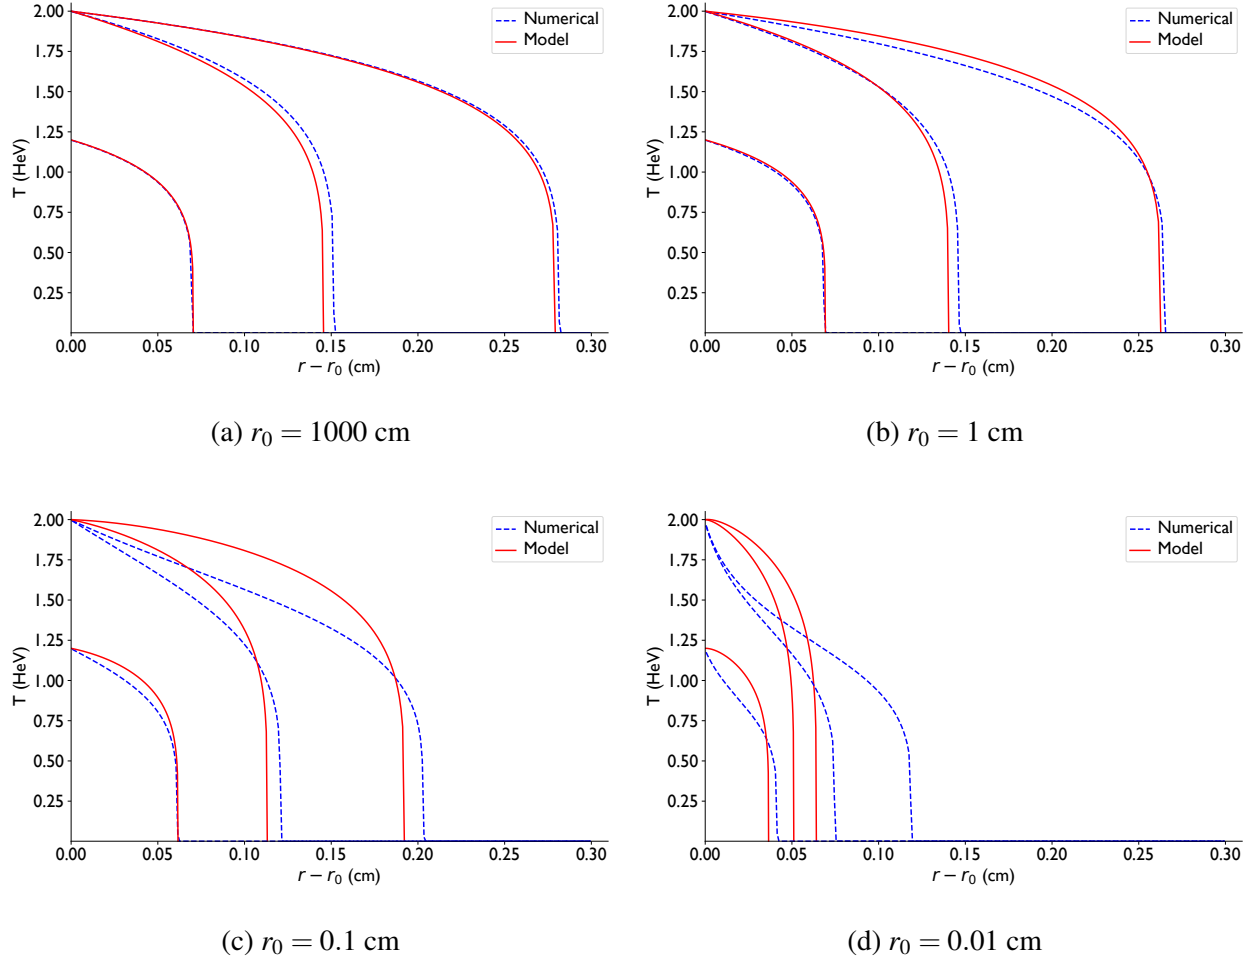 2.00
1.75
1.50
1.25
1.00
0.75
0.50
0.25
T (HeV)
0.00 0.05 0.10 0.15 0.20 0.25 0.30
r − r₀ (cm)
Numerical
Model
(a) r₀ = 1000 cm
2.00
1.75
1.50
1.25
1.00
0.75
0.50
0.25
T (HeV)
0.00 0.05 0.10 0.15 0.20 0.25 0.30
r − r₀ (cm)
Numerical
Model
(b) r₀ = 1 cm
2.00
1.75
1.50
1.25
1.00
0.75
0.50
0.25
T (HeV)
0.00 0.05 0.10 0.15 0.20 0.25 0.30
r − r₀ (cm)
Numerical
Model
(c) r₀ = 0.1 cm
2.00
1.75
1.50
1.25
1.00
0.75
0.50
0.25
T (HeV)
0.00 0.05 0.10 0.15 0.20 0.25 0.30
r − r₀ (cm)
Numerical
Model
(d) r₀ = 0.01 cm